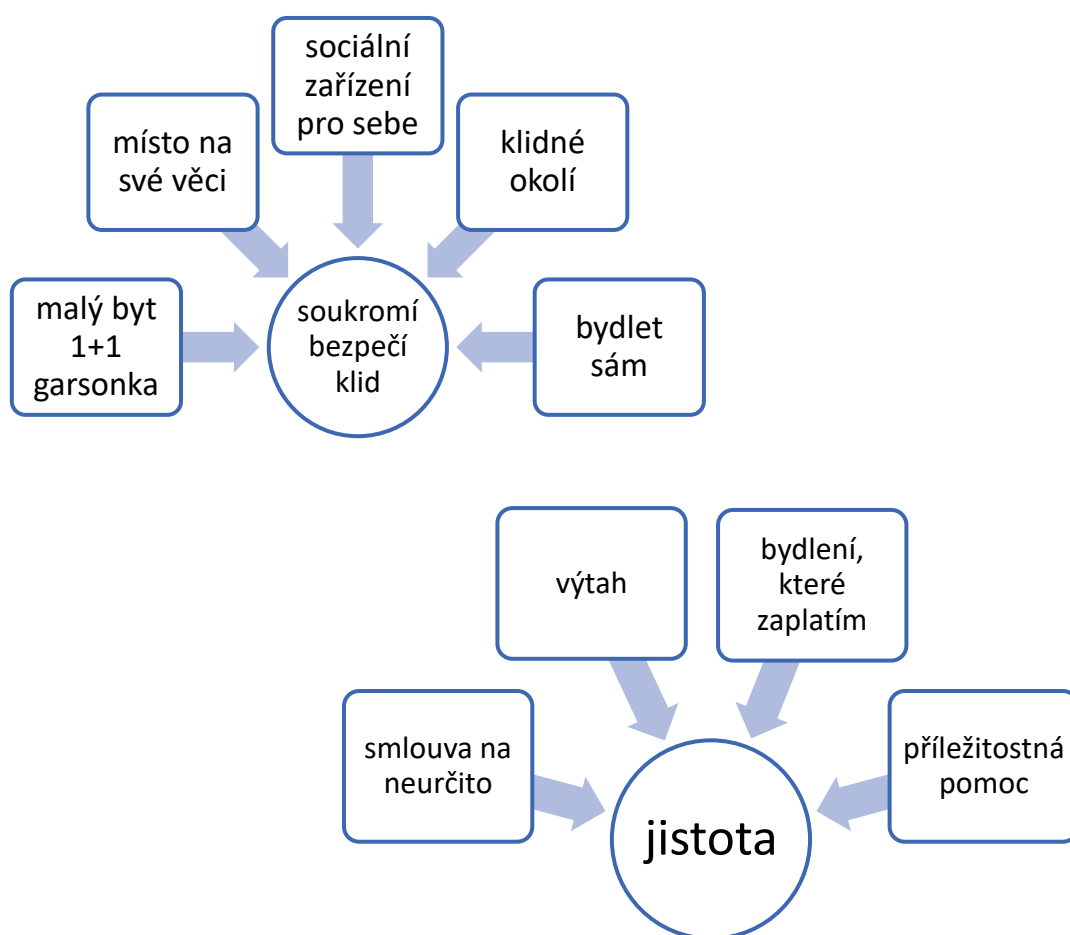 sociální
zařízení
pro sebe
místo na
své věci
klidné
okolí
malý byt
1+1
garsonka
soukromí
bezpečí
klid
bydlet
sám
výtah
bydlení,
které
zaplatím
smlouva na
neurčito
příležitostná
pomoc
jistota